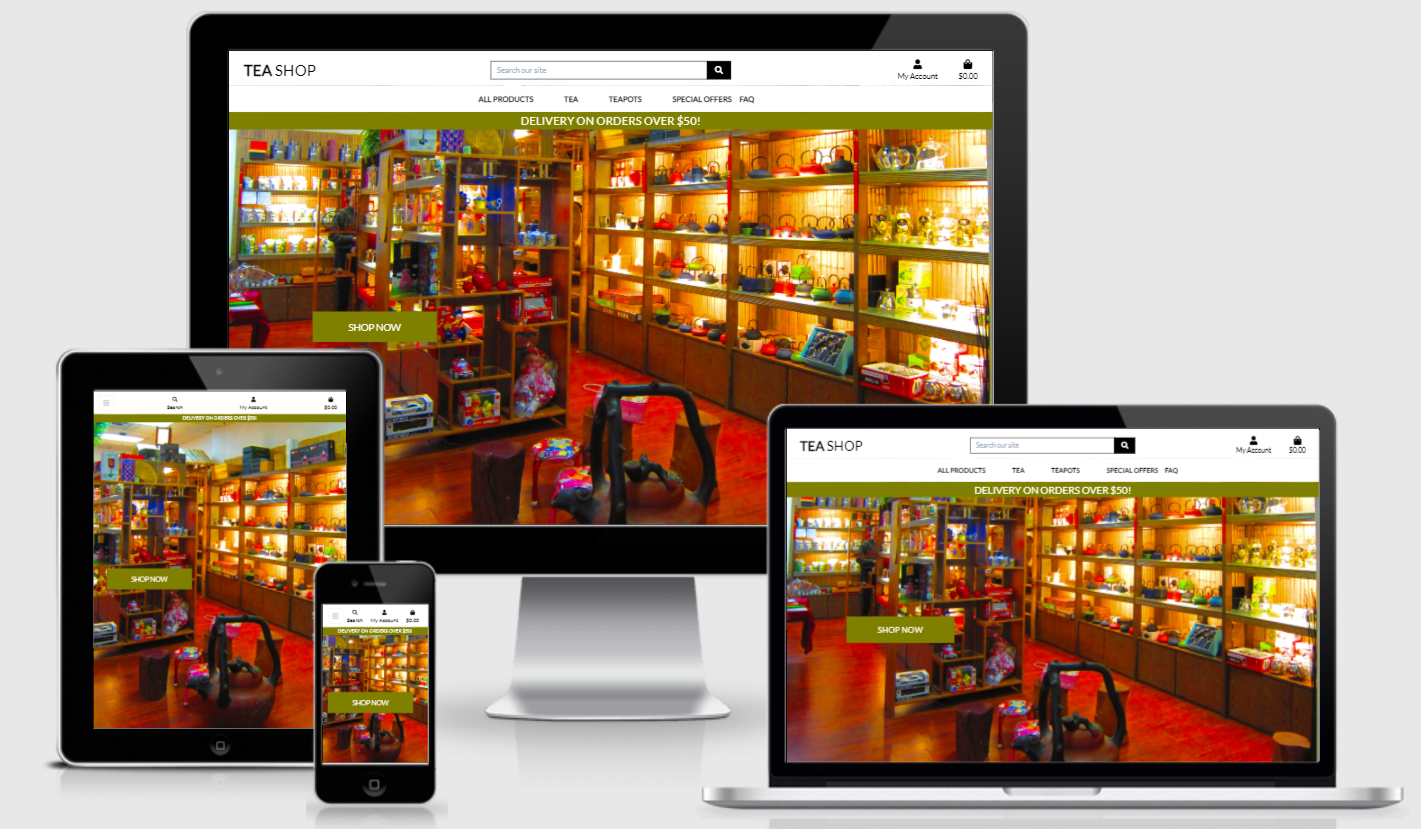 TEA SHOP
Search our site
My Account
$0.00
ALL PRODUCTS TEA TEAPOTS SPECIAL OFFERS FAQ
DELIVERY ON ORDERS OVER $50!
SHOP NOW
Search
My Account
$0.00
DELIVERY ON ORDERS OVER $50!
SHOP NOW
Search My Account $0.00
DELIVERY ON ORDERS OVER $50!
SHOP NOW
TEA SHOP
Search our site
My Account
$0.00
ALL PRODUCTS TEA TEAPOTS SPECIAL OFFERS FAQ
DELIVERY ON ORDERS OVER $50!
SHOP NOW